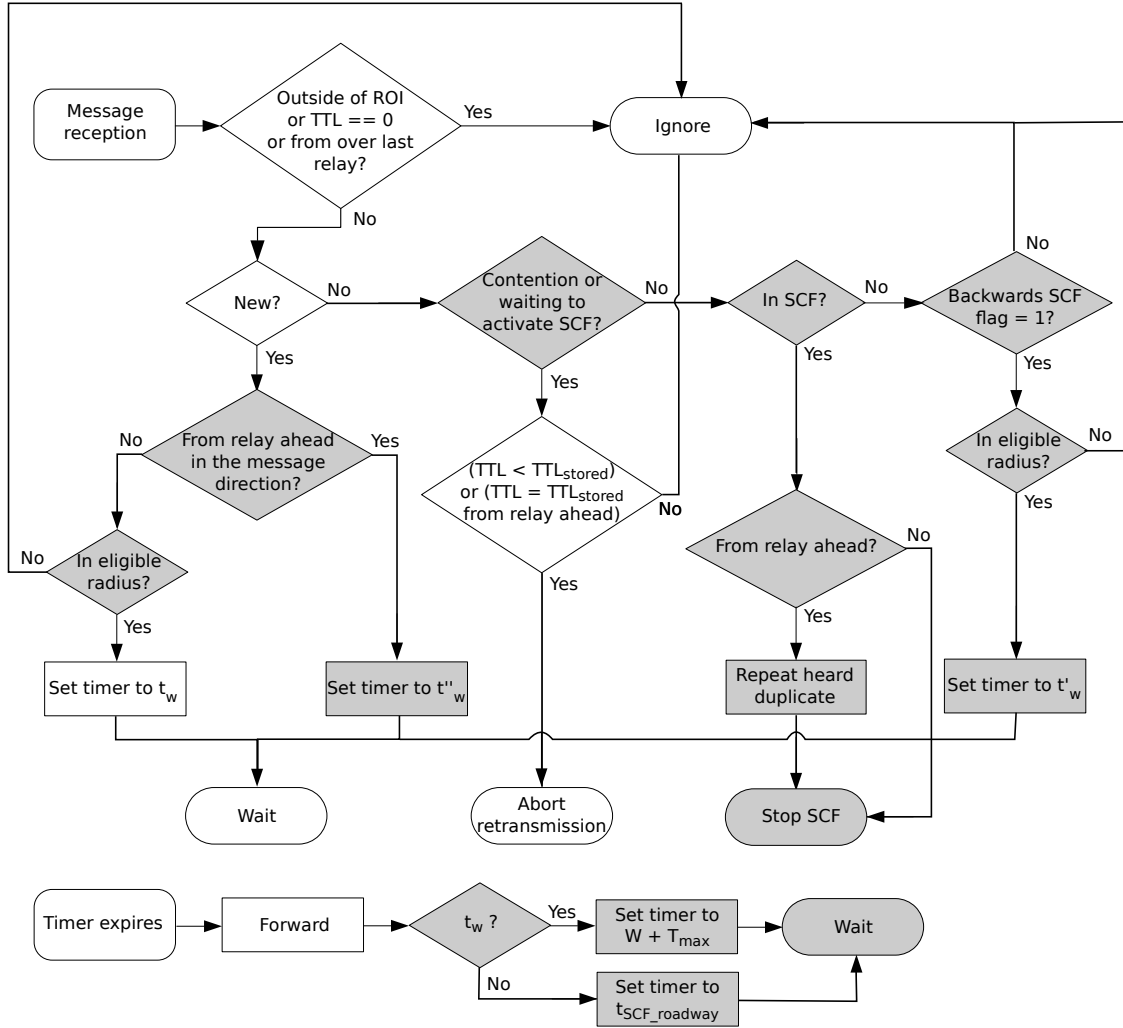 Message
reception
Outside of ROI
or TTL == 0
or from over last
relay?
Yes
Ignore
No
New?
No
Contention or
waiting to
activate SCF?
No
In SCF?
No
Backwards SCF
flag = 1?
No
Yes
Yes
Yes
Yes
No
From relay ahead
in the message
direction?
Yes
(TTL < TTLstored)
or (TTL = TTLstored
from relay ahead)
No
From relay ahead?
No
In eligible
radius?
No
Yes
No
In eligible
radius?
Yes
Yes
Yes
Set timer to tw
Set timer to t''w
Repeat heard
duplicate
Set timer to t'w
Wait
Abort
retransmission
Stop SCF
Timer expires
Forward
tw ?
Yes
Set timer to
W + Tmax
Wait
No
Set timer to
tSCF_roadway